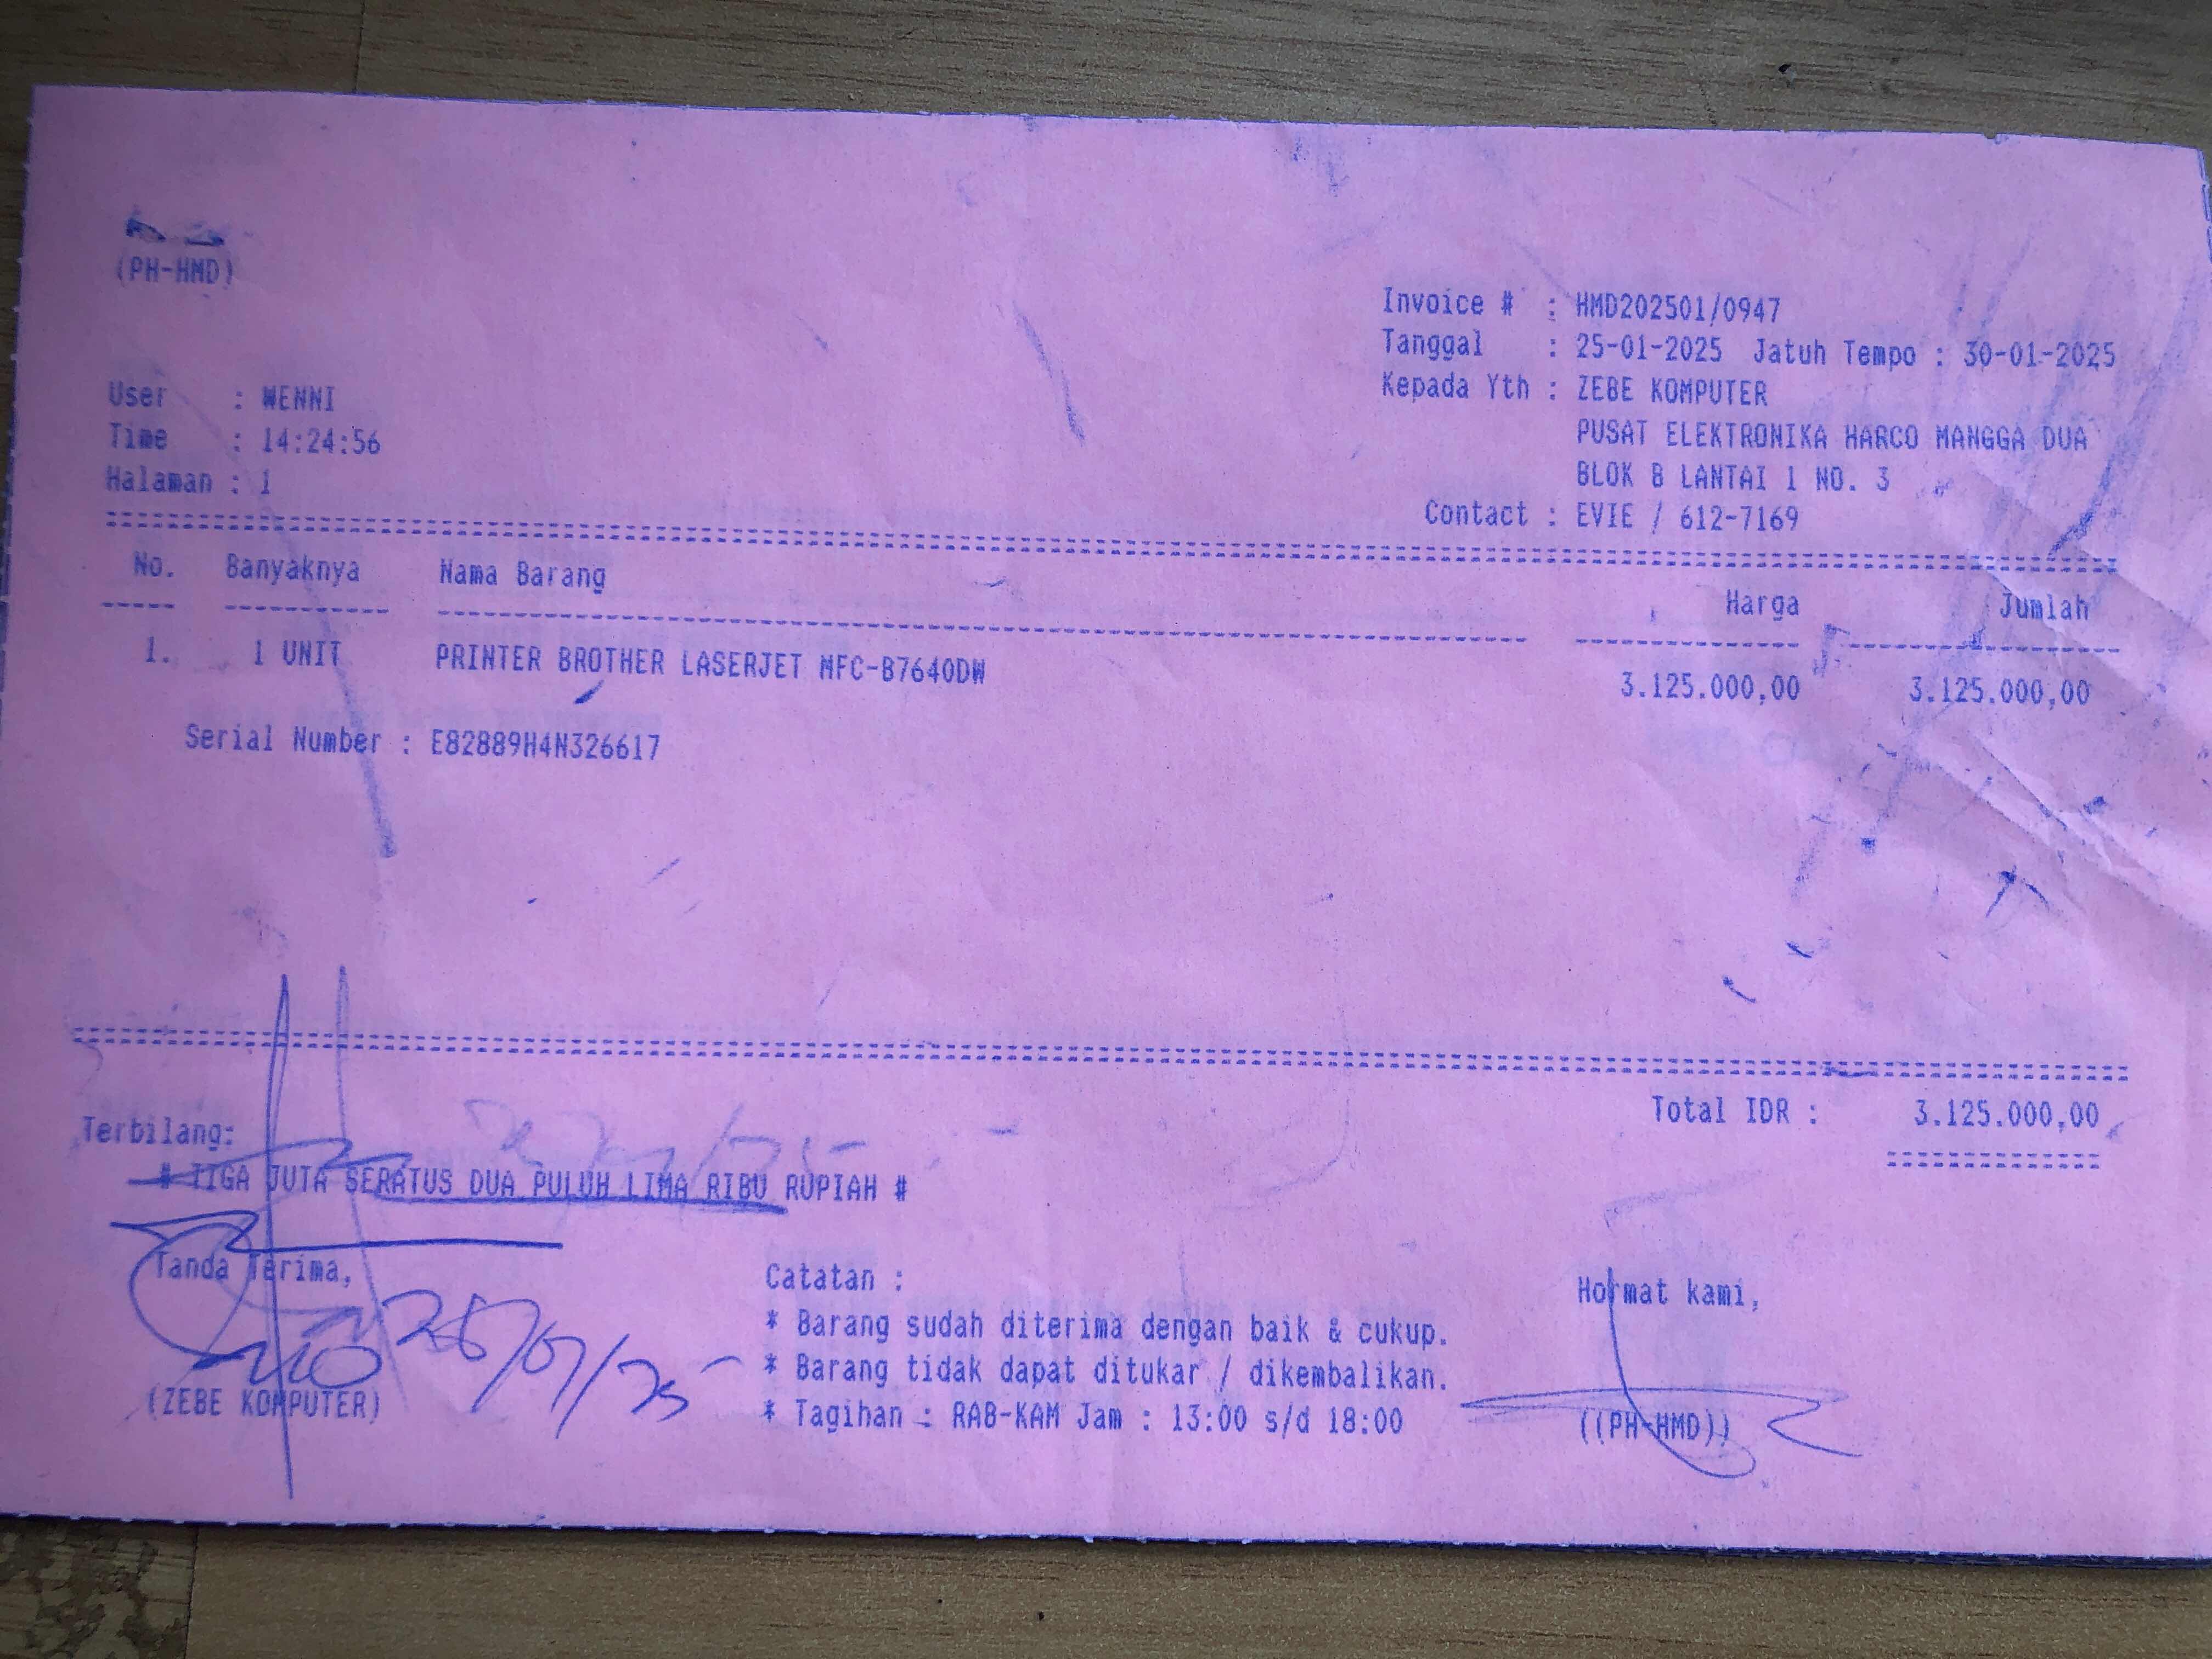 (PH-HMD)
Invoice # : HMD202501/0947
Tanggal : 25-01-2025 Jatuh Tempo : 30-01-2025
Kepada Yth : ZEBE KOMPUTER
PUSAT ELEKTRONIKA HARCO MANGGA DUA
BLOK B LANTAI 1 NO. 3
Contact : EVIE / 612-7169
User : WENNI
Time : 14:24:56
Halaman : 1
No. Banyaknya Nama Barang Harga Jumlah
1. 1 UNIT PRINTER BROTHER LASERJET MFC-B7640DW 3.125.000,00 3.125.000,00
Serial Number : E82889H4N326617
Total IDR : 3.125.000,00
Terbilang:
# TIGA JUTA SERATUS DUA PULUH LIMA RIBU RUPIAH #
Tanda Terima,
(ZEBE KOMPUTER)
Catatan :
* Barang sudah diterima dengan baik & cukup.
* Barang tidak dapat ditukar / dikembalikan.
* Tagihan : RAB-KAM Jam : 13:00 s/d 18:00
Hormat kami,
((PH-HMD))